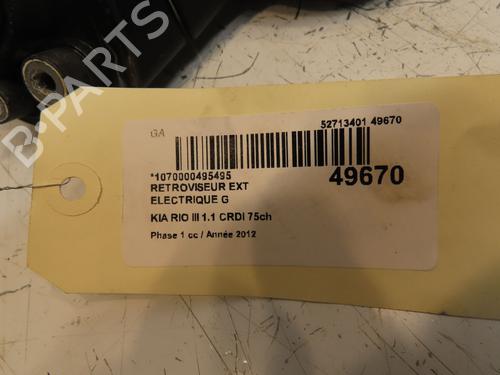 GA
52713401 49670
*1070000495495
49670
RETROVISEUR EXT
ELECTRIQUE G
KIA RIO III 1.1 CRDI 75ch
Phase 1 cc / Année 2012